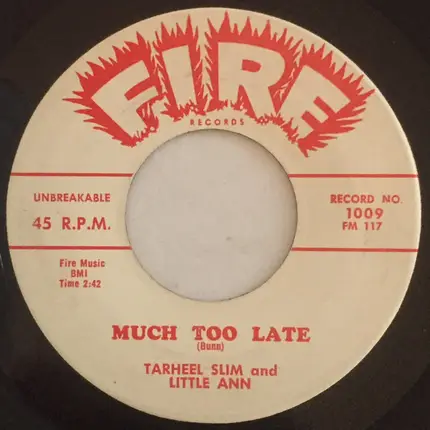 FIRE
RECORDS
UNBREAKABLE
45 R.P.M.
RECORD NO.
1009
FM 117
Fire Music
BMI
Time 2:42
MUCH TOO LATE
(Bunn)
TARHEEL SLIM and
LITTLE ANN